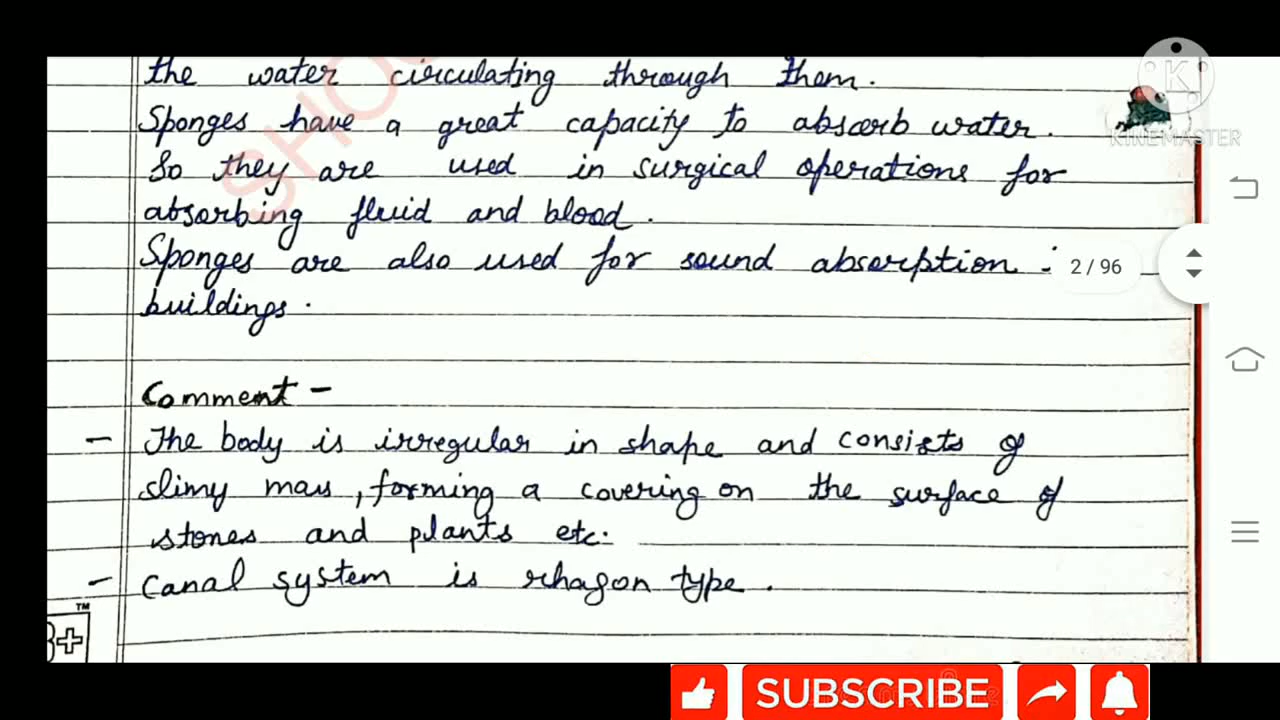 the water circulating through them.
Sponges have a great capacity to absorb water.
So they are used in surgical operations for
absorbing fluid and blood.
Sponges are also used for sound absorption
buildings.
Comment -
- The body is irregular in shape and consists of
slimy mass, forming a covering on the surface of
stones and plants etc.
- Canal system is rhagon type.
2 / 96
K
KINEMASTER
TM
SUBSCRIBE